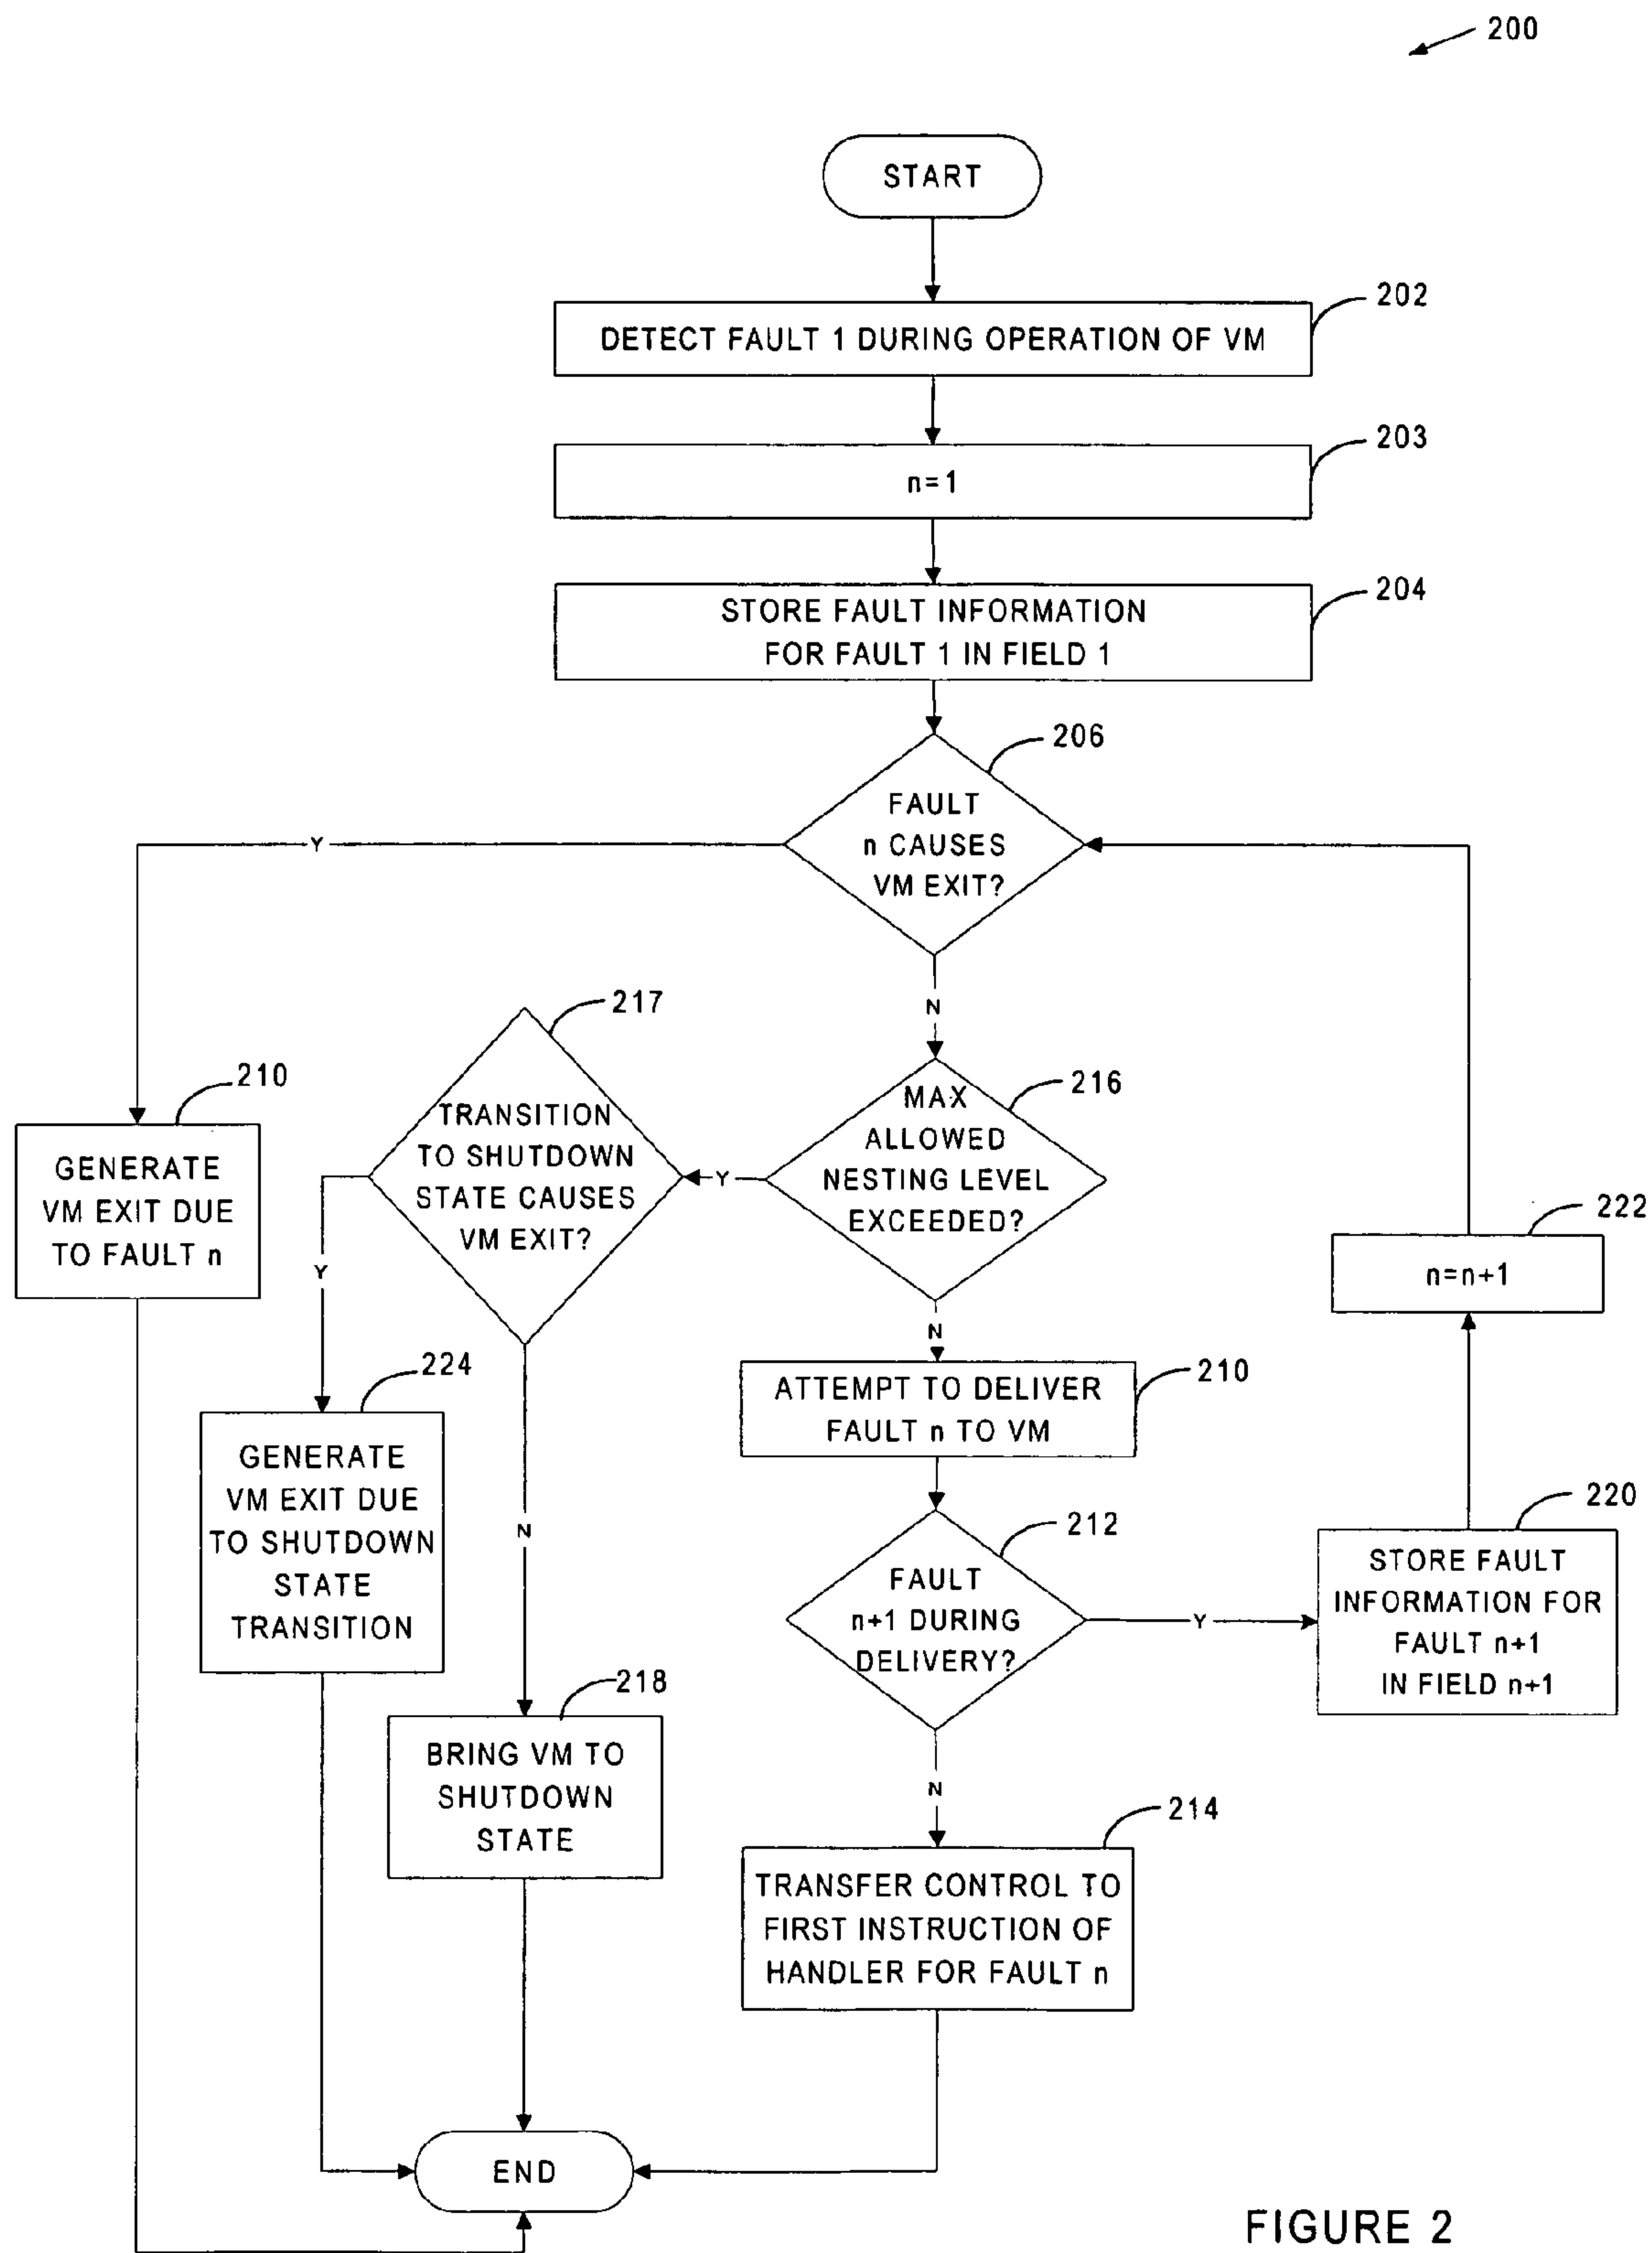 200
START
202
DETECT FAULT 1 DURING OPERATION OF VM
203
n=1
204
STORE FAULT INFORMATION
FOR FAULT 1 IN FIELD 1
206
FAULT
n CAUSES
VM EXIT?
Y
N
217
TRANSITION
TO SHUTDOWN
STATE CAUSES
VM EXIT?
216
MAX
ALLOWED
NESTING LEVEL
EXCEEDED?
Y
210
GENERATE
VM EXIT DUE
TO FAULT n
222
n=n+1
Y
N
N
224
GENERATE
VM EXIT DUE
TO SHUTDOWN
STATE
TRANSITION
210
ATTEMPT TO DELIVER
FAULT n TO VM
212
FAULT
n+1 DURING
DELIVERY?
Y
N
220
STORE FAULT
INFORMATION FOR
FAULT n+1
IN FIELD n+1
218
BRING VM TO
SHUTDOWN
STATE
214
TRANSFER CONTROL TO
FIRST INSTRUCTION OF
HANDLER FOR FAULT n
END
FIGURE 2